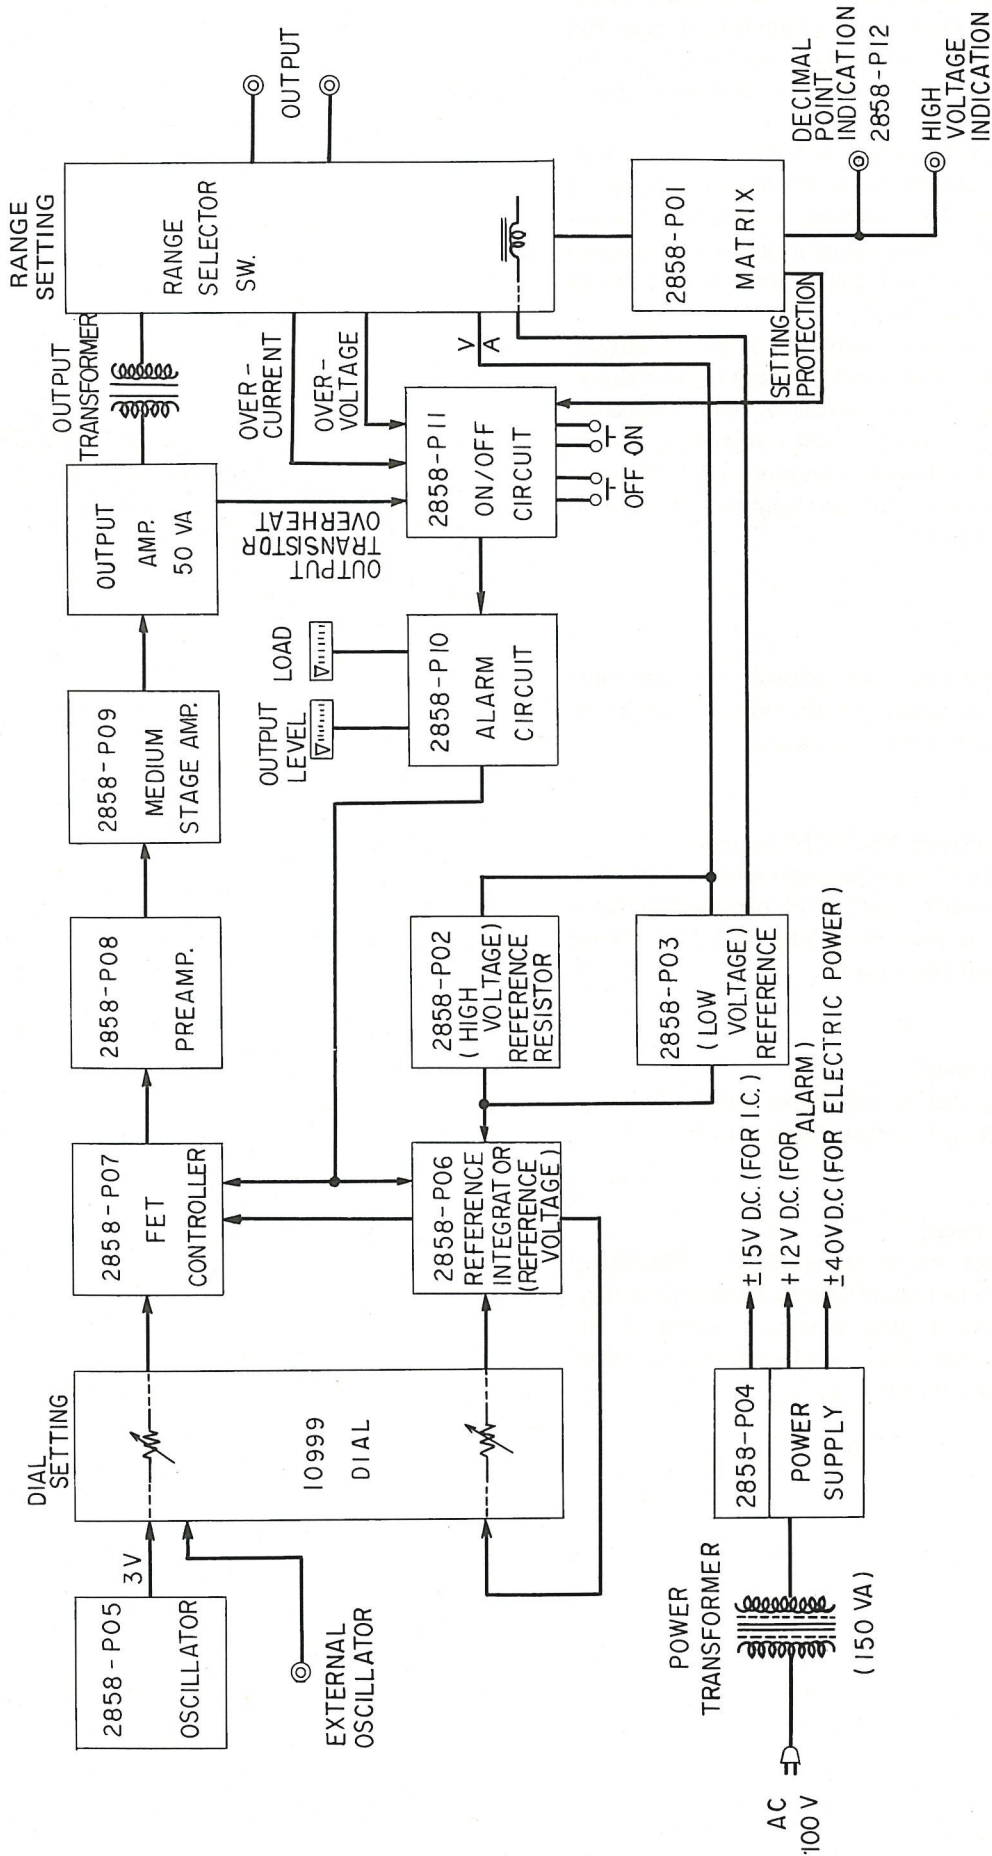 DIAL
SETTING
RANGE
SETTING
2858-P05
OSCILLATOR
3V
EXTERNAL
OSCILLATOR
10999
DIAL
2858-P07
FET
CONTROLLER
2858-P08
PREAMP.
2858-P09
MEDIUM
STAGE AMP.
OUTPUT
AMP.
50 VA
OUTPUT
TRANSFORMER
RANGE
SELECTOR
SW.
OUTPUT
OUTPUT
TRANSISTOR
OVERHEAT
OVER-
CURRENT
OVER-
VOLTAGE
V
A
2858-P06
REFERENCE
INTEGRATOR
(REFERENCE
VOLTAGE)
2858-P02
(HIGH
VOLTAGE)
REFERENCE
RESISTOR
OUTPUT
LEVEL
LOAD
2858-P10
ALARM
CIRCUIT
2858-P11
ON/OFF
CIRCUIT
OFF ON
SETTING
PROTECTION
2858-P01
MATRIX
DECIMAL
POINT
INDICATION
2858-P12
HIGH
VOLTAGE
INDICATION
2858-P03
(LOW
VOLTAGE)
REFERENCE
AC
100V
POWER
TRANSFORMER
(150 VA)
2858-P04
POWER
SUPPLY
±15V D.C.(FOR I.C.)
+12V D.C.(FOR ALARM)
±40V D.C(FOR ELECTRIC POWER)